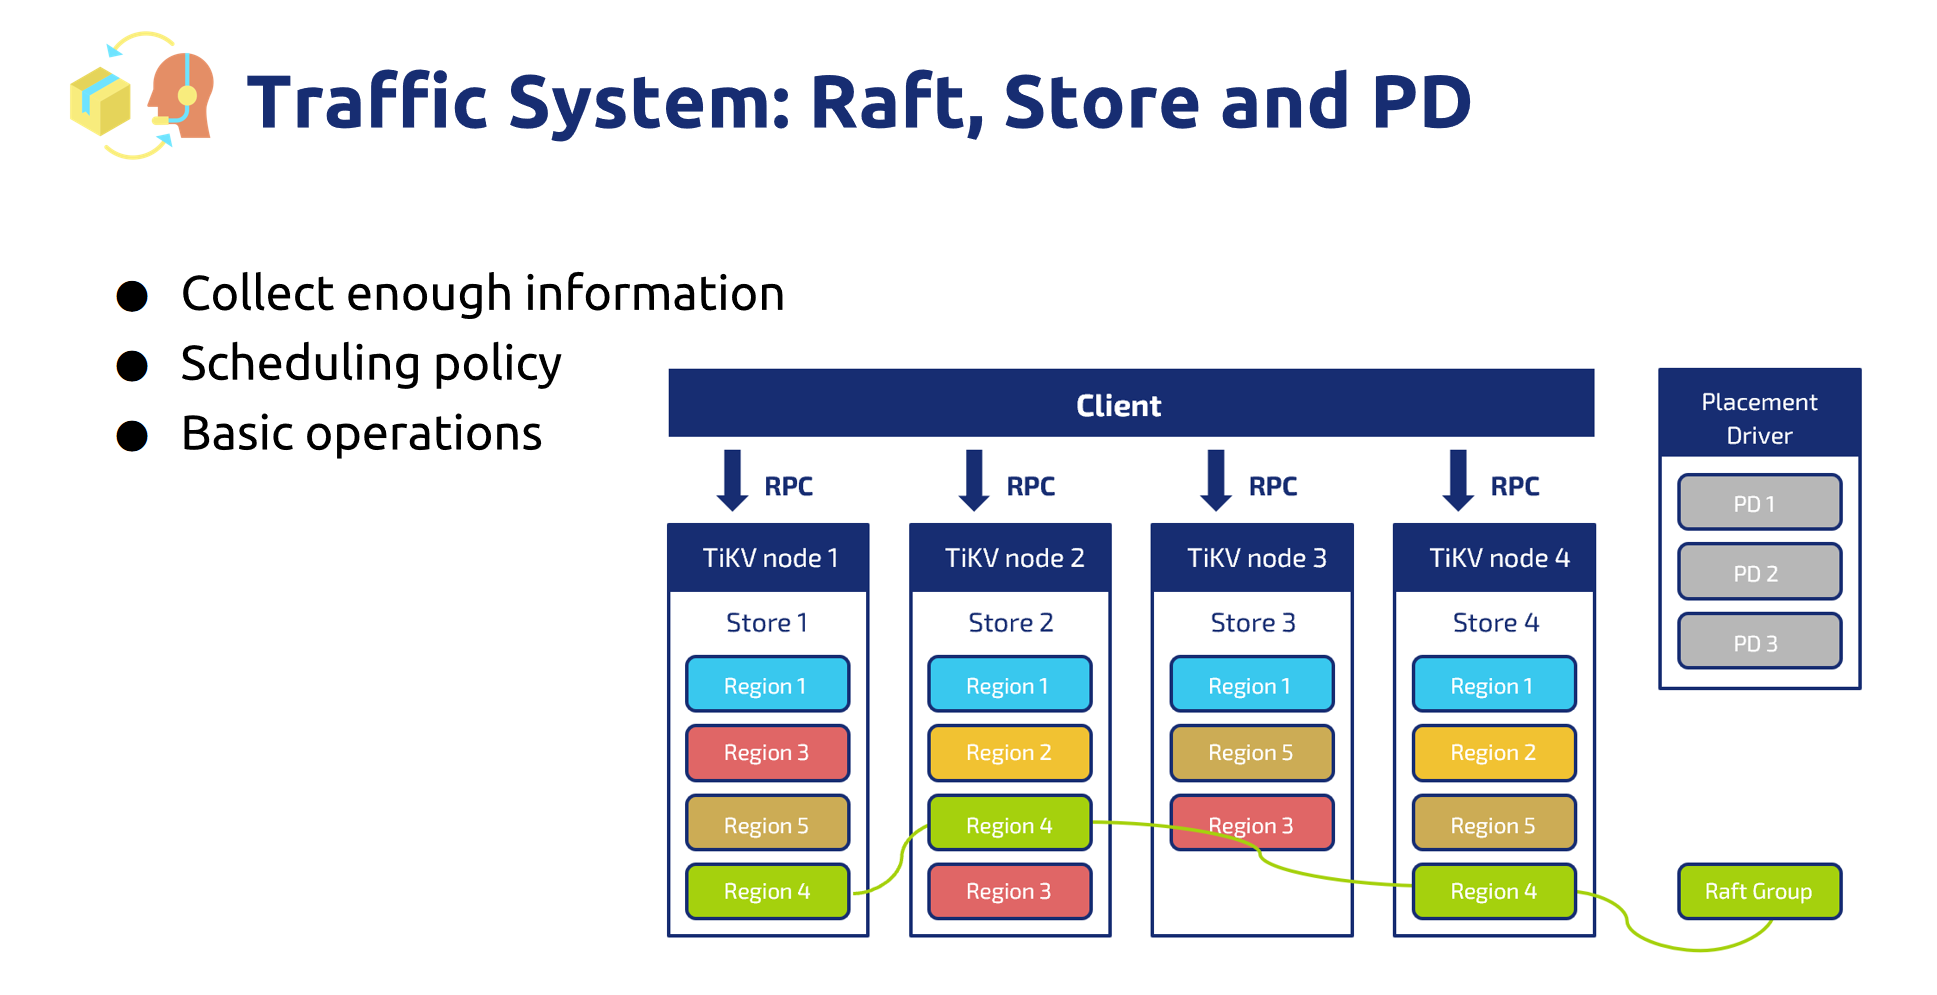 Traffic System: Raft, Store and PD
● Collect enough information
● Scheduling policy
● Basic operations
Client
RPC
RPC
RPC
RPC
TiKV node 1
Store 1
Region 1
Region 3
Region 5
Region 4
TiKV node 2
Store 2
Region 1
Region 2
Region 4
Region 3
TiKV node 3
Store 3
Region 1
Region 5
Region 3
TiKV node 4
Store 4
Region 1
Region 2
Region 5
Region 4
Placement
Driver
PD 1
PD 2
PD 3
Raft Group